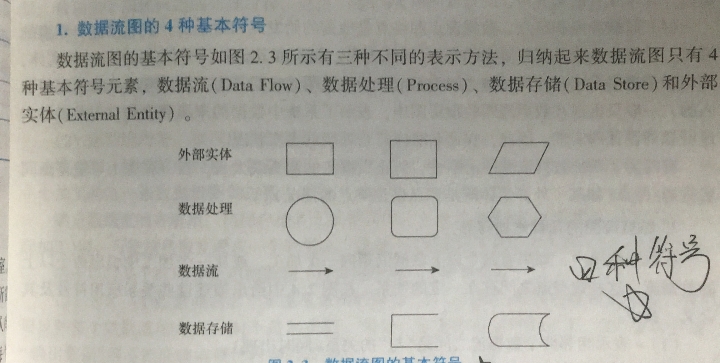 1. 数据流图的 4 种基本符号
数据流图的基本符号如图 2.3 所示有三种不同的表示方法，归纳起来数据流图只有 4
种基本符号元素，数据流(Data Flow)、数据处理(Process)、数据存储(Data Store)和外部
实体(External Entity)。
外部实体
数据处理
数据流
数据存储
四种符号
图 2.3 数据流图的基本符号